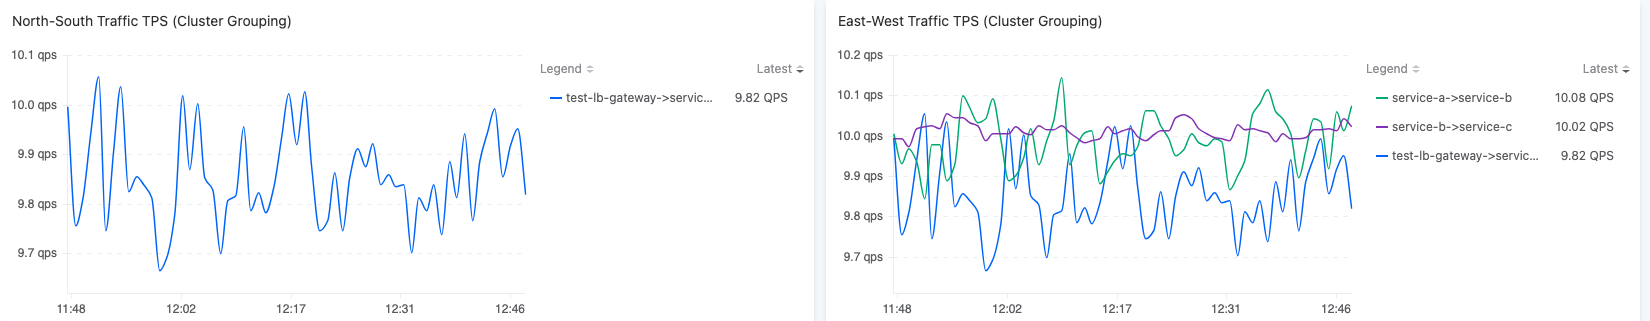 North-South Traffic TPS (Cluster Grouping)
10.1 qps
10.0 qps
9.9 qps
9.8 qps
9.7 qps
11:48 12:02 12:17 12:31 12:46
Legend Latest
test-lb-gateway->servic... 9.82 QPS
East-West Traffic TPS (Cluster Grouping)
10.2 qps
10.1 qps
10.0 qps
9.9 qps
9.8 qps
9.7 qps
11:48 12:02 12:17 12:31 12:46
Legend Latest
service-a->service-b 10.08 QPS
service-b->service-c 10.02 QPS
test-lb-gateway->servic... 9.82 QPS